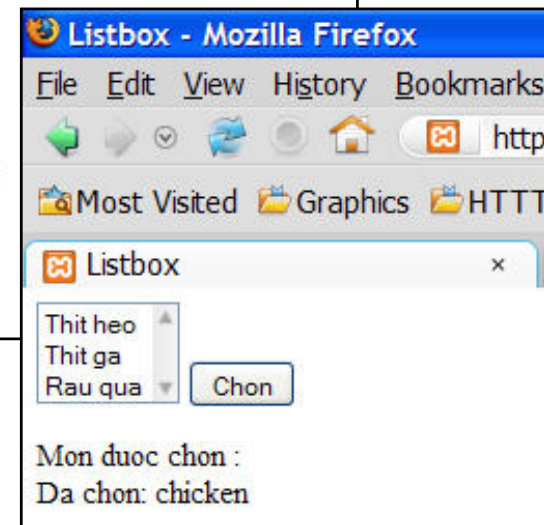 Listbox - Mozilla Firefox
File Edit View History Bookmarks
http
Most Visited Graphics HTTT
Listbox ×
Thit heo
Thit ga
Rau qua Chon
Mon duoc chon :
Da chon: chicken